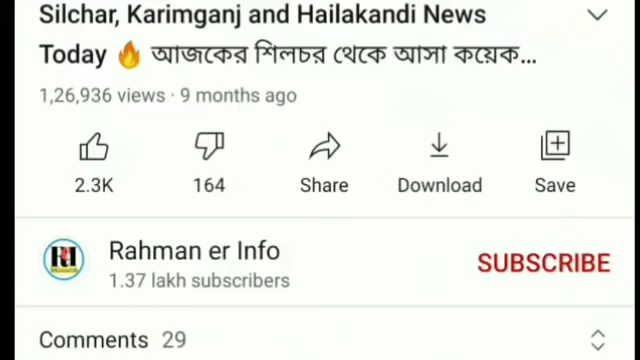 Silchar, Karimganj and Hailakandi News
Today 🔥 আজকের শিলচর থেকে আসা কয়েক...
1,26,936 views · 9 months ago
2.3K 164 Share Download Save
Rahman er Info
SUBSCRIBE
1.37 lakh subscribers
Comments 29